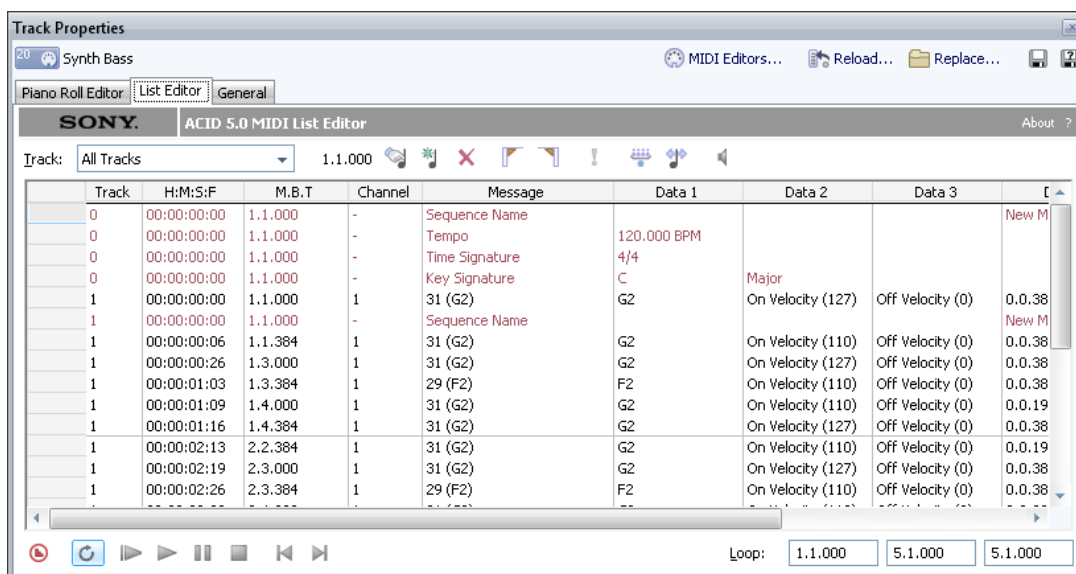 Track Properties
20 Synth Bass MIDI Editors... Reload... Replace...
Piano Roll Editor List Editor General
SONY. ACID 5.0 MIDI List Editor About ?
Track: All Tracks 1.1.000
Track H:M:S:F M.B.T Channel Message Data 1 Data 2 Data 3
0 00:00:00:00 1.1.000 - Sequence Name New M
0 00:00:00:00 1.1.000 - Tempo 120.000 BPM
0 00:00:00:00 1.1.000 - Time Signature 4/4
0 00:00:00:00 1.1.000 - Key Signature C Major
1 00:00:00:00 1.1.000 1 31 (G2) G2 On Velocity (127) Off Velocity (0) 0.0.38
1 00:00:00:00 1.1.000 - Sequence Name New M
1 00:00:00:06 1.1.384 1 31 (G2) G2 On Velocity (110) Off Velocity (0) 0.0.38
1 00:00:00:26 1.3.000 1 31 (G2) G2 On Velocity (127) Off Velocity (0) 0.0.38
1 00:00:01:03 1.3.384 1 29 (F2) F2 On Velocity (110) Off Velocity (0) 0.0.38
1 00:00:01:09 1.4.000 1 31 (G2) G2 On Velocity (110) Off Velocity (0) 0.0.19
1 00:00:01:16 1.4.384 1 31 (G2) G2 On Velocity (127) Off Velocity (0) 0.0.38
1 00:00:02:13 2.2.384 1 31 (G2) G2 On Velocity (110) Off Velocity (0) 0.0.19
1 00:00:02:19 2.3.000 1 31 (G2) G2 On Velocity (127) Off Velocity (0) 0.0.38
1 00:00:02:26 2.3.384 1 29 (F2) F2 On Velocity (110) Off Velocity (0) 0.0.38
Loop: 1.1.000 5.1.000 5.1.000